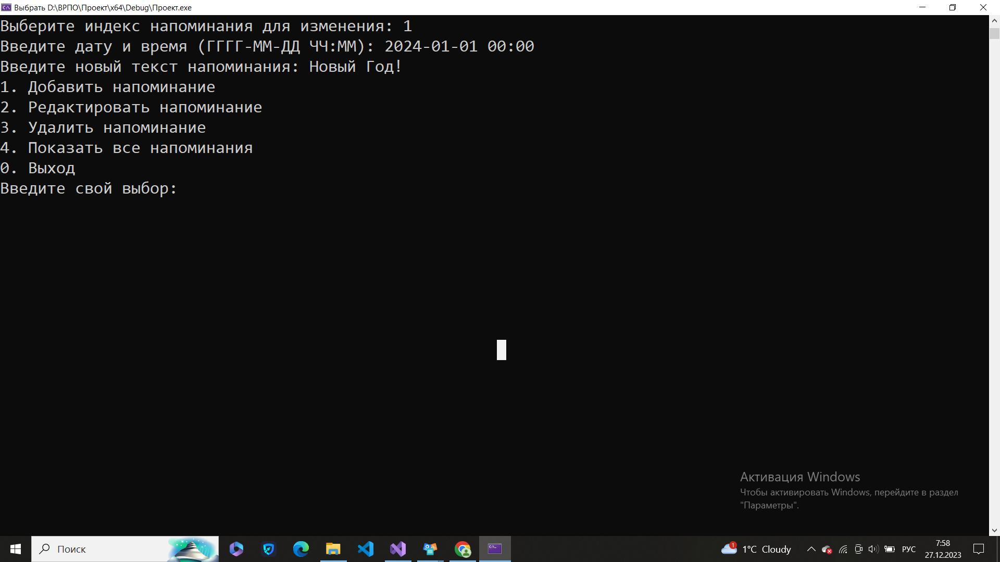 Выбрать D:\ВРПО\Проект\x64\Debug\Проект.exe
Выберите индекс напоминания для изменения: 1
Введите дату и время (ГГГГ-ММ-ДД ЧЧ:ММ): 2024-01-01 00:00
Введите новый текст напоминания: Новый Год!
1. Добавить напоминание
2. Редактировать напоминание
3. Удалить напоминание
4. Показать все напоминания
0. Выход
Введите свой выбор:
Активация Windows
Чтобы активировать Windows, перейдите в раздел
"Параметры".
Поиск
1
1°C Cloudy
РУС
7:58
27.12.2023